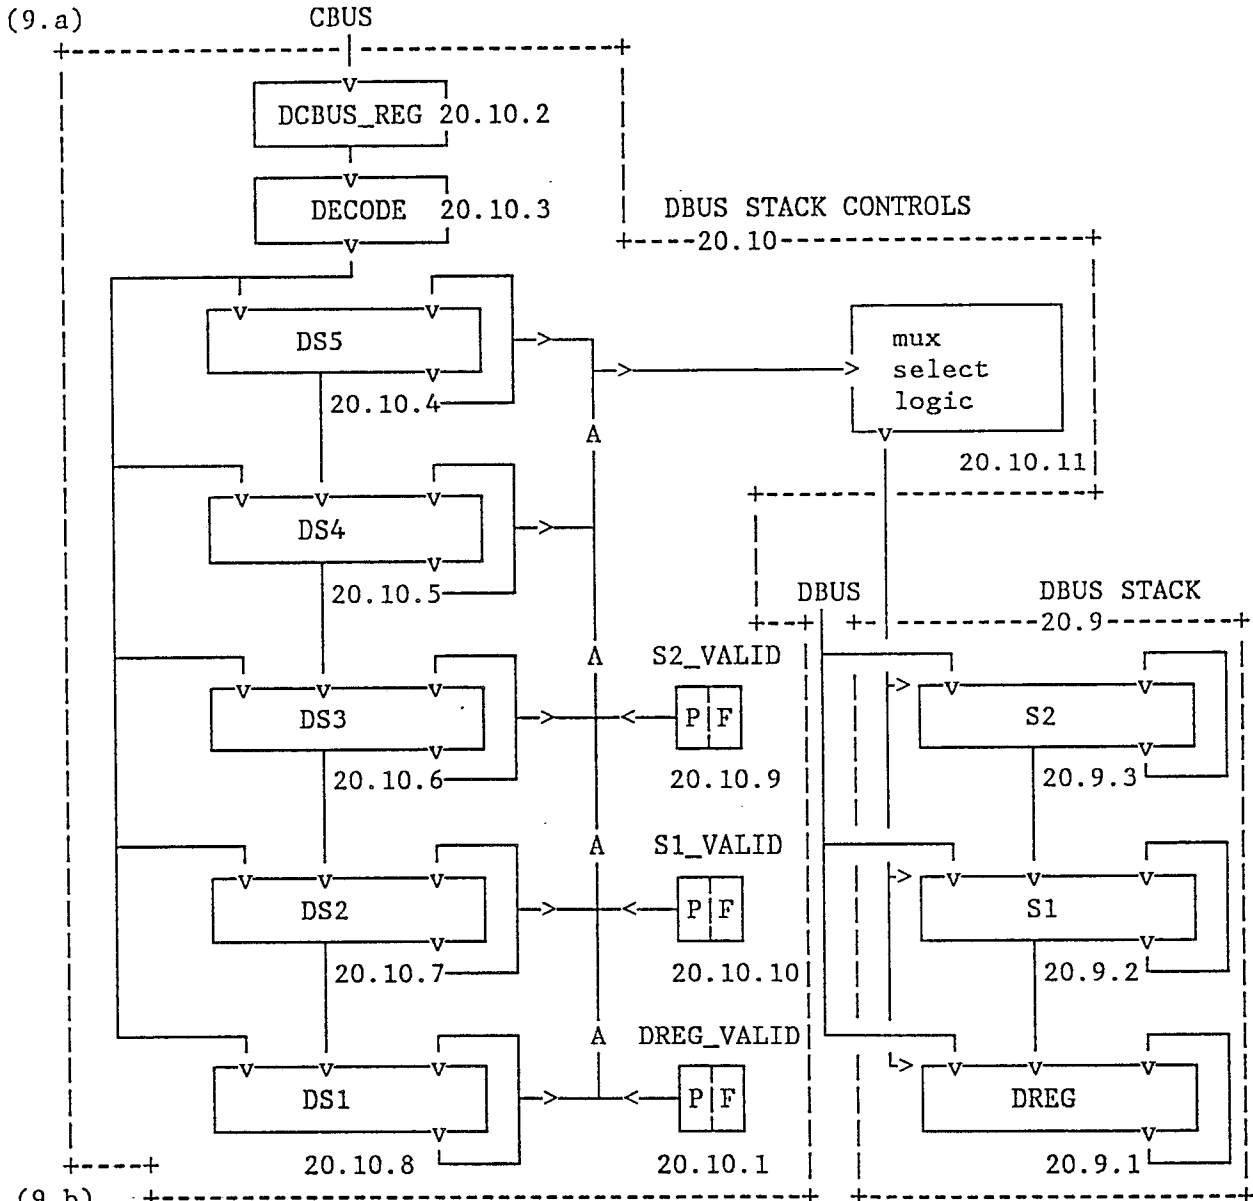 (9.a)
CBUS
DCBUS_REG 20.10.2
DECODE 20.10.3
DBUS STACK CONTROLS
20.10
DS5
mux
select
logic
20.10.4
20.10.11
DS4
20.10.5
DBUS
DBUS STACK
20.9
S2_VALID
DS3
P F
S2
20.10.6
20.10.9
20.9.3
S1_VALID
DS2
P F
S1
20.10.7
20.10.10
20.9.2
DREG_VALID
DS1
P F
DREG
20.10.8
20.10.1
20.9.1